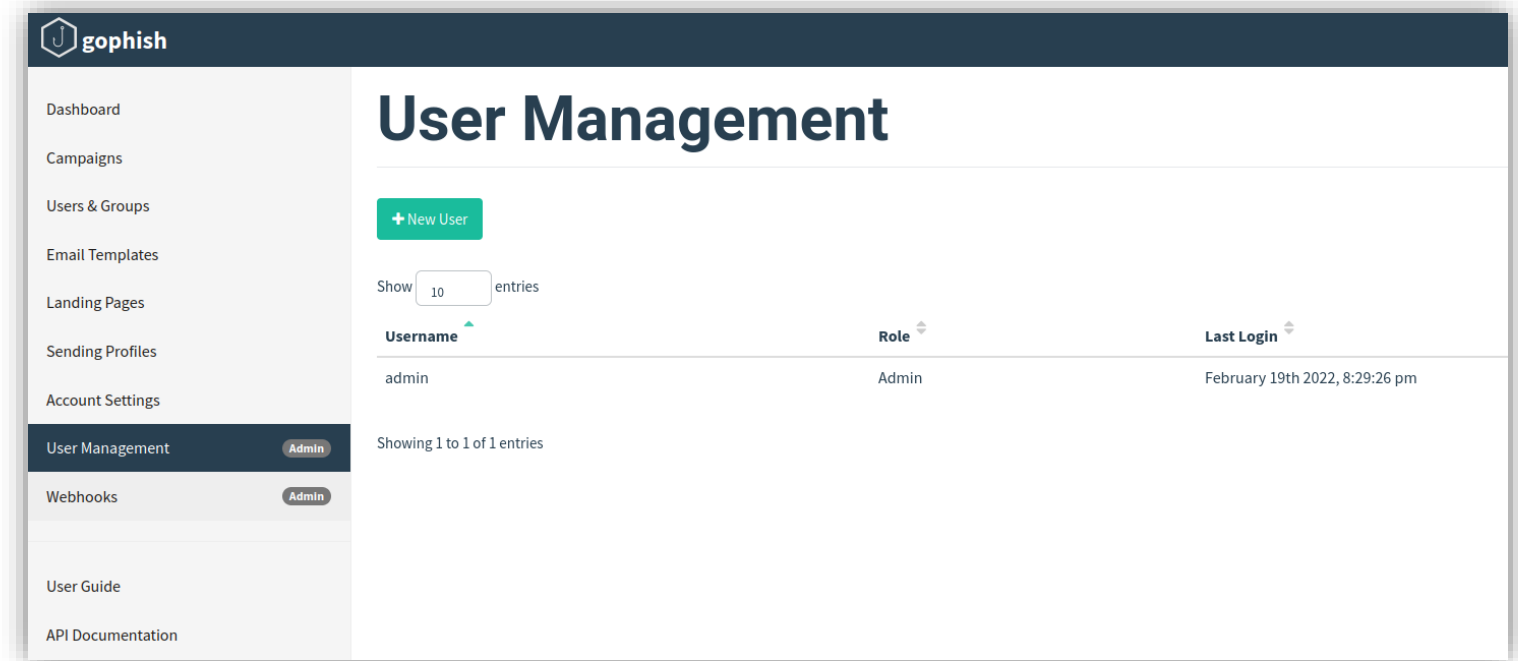 gophish
Dashboard
Campaigns
Users & Groups
Email Templates
Landing Pages
Sending Profiles
Account Settings
User Management Admin
Webhooks Admin
User Guide
API Documentation
User Management
New User
Show 10 entries
Username Role Last Login
admin Admin February 19th 2022, 8:29:26 pm
Showing 1 to 1 of 1 entries